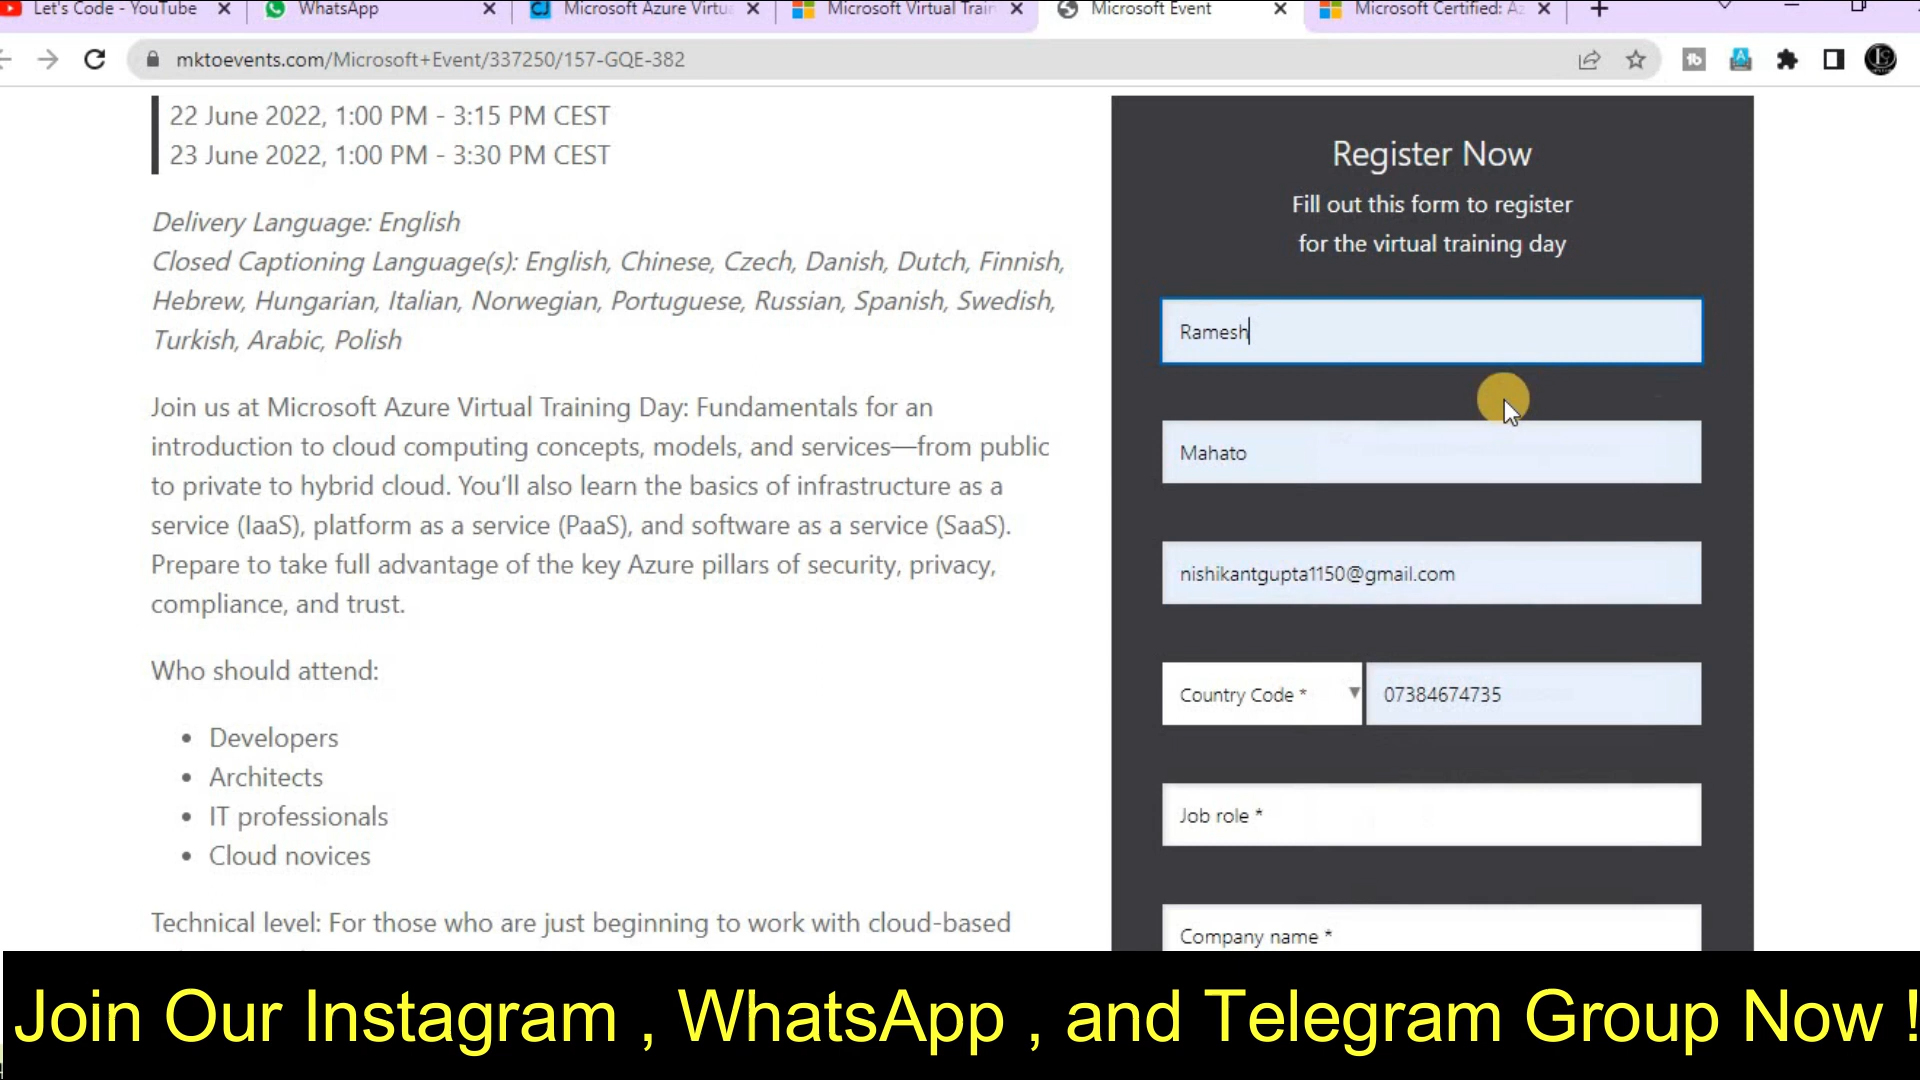 Let's Code - YouTube
WhatsApp
Microsoft Azure Virtu
Microsoft Virtual Train
Microsoft Event
Microsoft Certified: Az
mktoevents.com/Microsoft+Event/337250/157-GQE-382
22 June 2022, 1:00 PM - 3:15 PM CEST
23 June 2022, 1:00 PM - 3:30 PM CEST
Delivery Language: English
Closed Captioning Language(s): English, Chinese, Czech, Danish, Dutch, Finnish,
Hebrew, Hungarian, Italian, Norwegian, Portuguese, Russian, Spanish, Swedish,
Turkish, Arabic, Polish
Join us at Microsoft Azure Virtual Training Day: Fundamentals for an
introduction to cloud computing concepts, models, and services—from public
to private to hybrid cloud. You’ll also learn the basics of infrastructure as a
service (IaaS), platform as a service (PaaS), and software as a service (SaaS).
Prepare to take full advantage of the key Azure pillars of security, privacy,
compliance, and trust.
Who should attend:
• Developers
• Architects
• IT professionals
• Cloud novices
Technical level: For those who are just beginning to work with cloud-based
Register Now
Fill out this form to register
for the virtual training day
Ramesh
Mahato
nishikantgupta1150@gmail.com
Country Code *
07384674735
Job role *
Company name *
Join Our Instagram , WhatsApp , and Telegram Group Now !